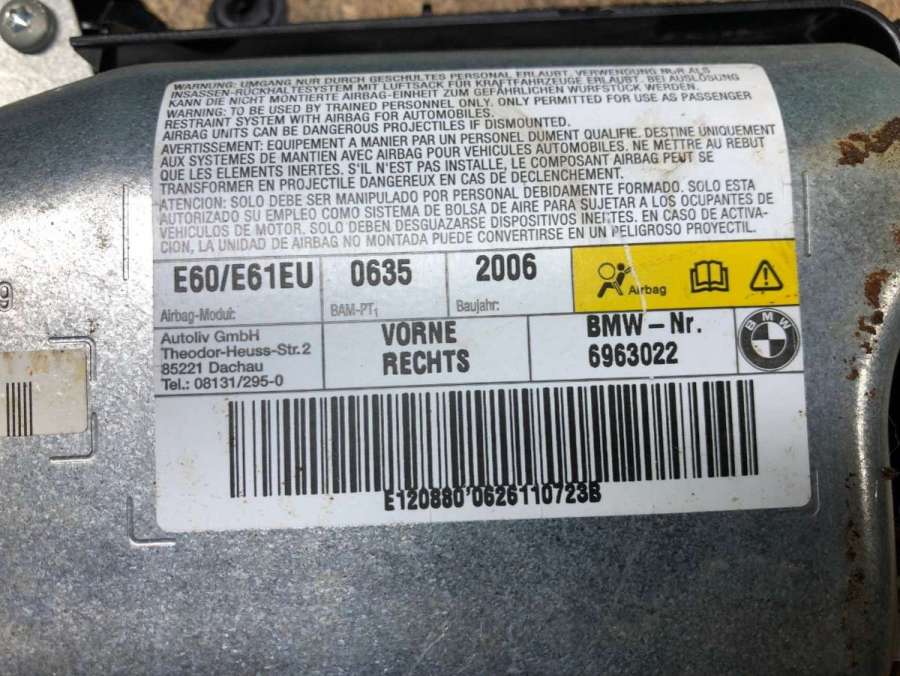 WARNUNG: UMGANG NUR DURCH GESCHULTES PERSONAL ERLAUBT. VERWENDUNG NUR ALS
INSASSEN-RÜCKHALTESYSTEM MIT LUFTSACK FÜR KRAFTFAHRZEUGE ERLAUBT. BEI AUSLÖSUNG
KANN DIE NICHT MONTIERTE AIRBAG-EINHEIT ZUM GEFÄHRLICHEN WURFSTÜCK WERDEN.
WARNING: TO BE USED BY TRAINED PERSONNEL ONLY. ONLY PERMITTED FOR USE AS PASSENGER
RESTRAINT SYSTEM WITH AIRBAG FOR AUTOMOBILES.
AIRBAG UNITS CAN BE DANGEROUS PROJECTILES IF DISMOUNTED.
AVERTISSEMENT: EQUIPEMENT A MANIER PAR UN PERSONEL DUMENT QUALIFIE. DESTINE UNIQUEMENT
AUX SYSTEMES DE MANTIEN AVEC AIRBAG POUR VEHICULES AUTOMOBILES. NE METTRE AU REBUT
QUE LES ELEMENTS INERTES. S'IL N'EST PAS INSTALLE, LE COMPOSANT AIRBAG PEUT SE
TRANSFORMER EN PROJECTILE DANGEREUX EN CAS DE DECLENCHEMENT.
ATENCION: SOLO DEBE SER MANIPULADO POR PERSONAL DEBIDAMENTE FORMADO. SOLO ESTA
AUTORIZADO SU EMPLEO COMO SISTEMA DE BOLSA DE AIRE PARA SUJETAR A LOS OCUPANTES DE
VEHICULOS DE MOTOR. SOLO DEBEN DESGUAZARSE DISPOSITIVOS INERTES. EN CASO DE ACTIVA-
CION, LA UNIDAD DE AIRBAG NO MONTADA PUEDE CONVERTIRSE EN UN PELIGROSO PROYECTIL.
E60/E61EU 0635 2006 Airbag
Airbag-Modul: BAM-PT1 Baujahr:
Autoliv GmbH
Theodor-Heuss-Str.2
85221 Dachau
Tel.: 08131/295-0
VORNE
RECHTS
BMW-Nr.
6963022
BMW
E120880'0626110723B
9